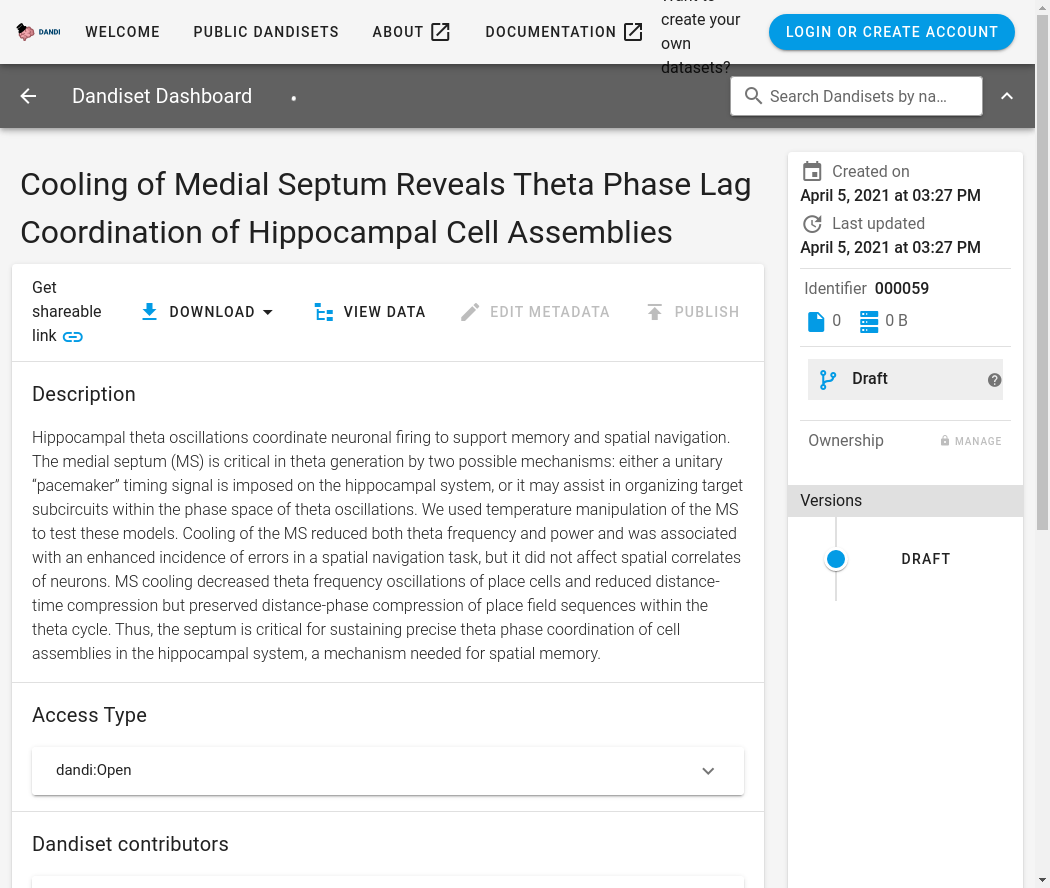 DANDI
WELCOME
PUBLIC DANDISETS
ABOUT
DOCUMENTATION
create your
own
datasets?
LOGIN OR CREATE ACCOUNT
Dandiset Dashboard
Search Dandisets by na…
Cooling of Medial Septum Reveals Theta Phase Lag
Coordination of Hippocampal Cell Assemblies
Get
shareable
link
DOWNLOAD
VIEW DATA
EDIT METADATA
PUBLISH
Description
Hippocampal theta oscillations coordinate neuronal firing to support memory and spatial navigation.
The medial septum (MS) is critical in theta generation by two possible mechanisms: either a unitary
“pacemaker” timing signal is imposed on the hippocampal system, or it may assist in organizing target
subcircuits within the phase space of theta oscillations. We used temperature manipulation of the MS
to test these models. Cooling of the MS reduced both theta frequency and power and was associated
with an enhanced incidence of errors in a spatial navigation task, but it did not affect spatial correlates
of neurons. MS cooling decreased theta frequency oscillations of place cells and reduced distance-
time compression but preserved distance-phase compression of place field sequences within the
theta cycle. Thus, the septum is critical for sustaining precise theta phase coordination of cell
assemblies in the hippocampal system, a mechanism needed for spatial memory.
Access Type
dandi:Open
Dandiset contributors
Created on
April 5, 2021 at 03:27 PM
Last updated
April 5, 2021 at 03:27 PM
Identifier 000059
0
0 B
Draft
Ownership
MANAGE
Versions
DRAFT